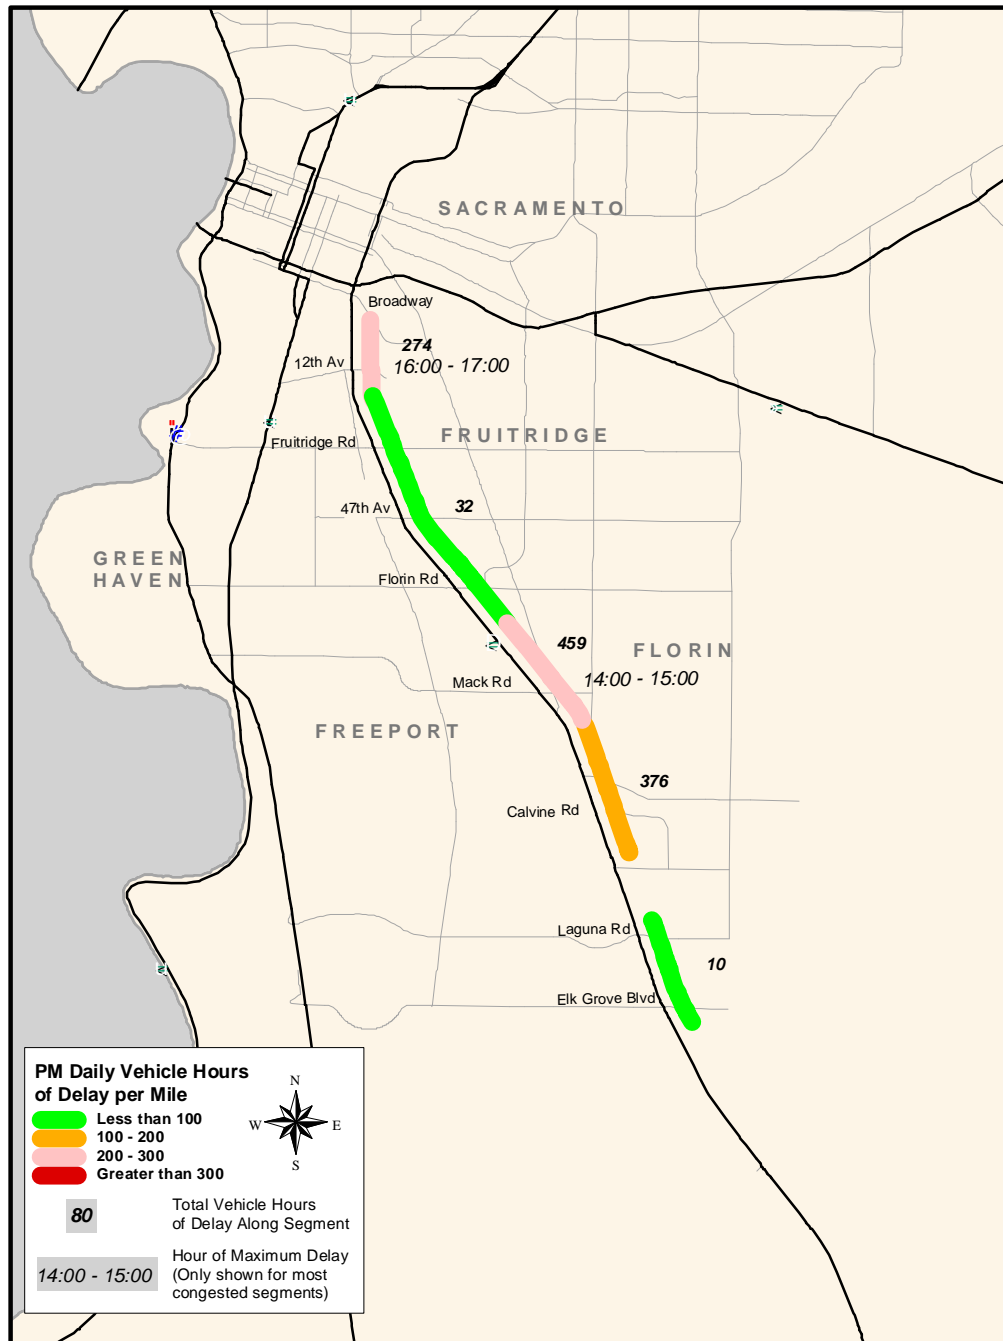 SACRAMENTO
Broadway
274
16:00 - 17:00
12th Av
FRUITRIDGE
Fruitridge Rd
32
47th Av
GREEN
HAVEN
Florin Rd
459
FLORIN
14:00 - 15:00
Mack Rd
FREEPORT
376
Calvine Rd
Laguna Rd
10
Elk Grove Blvd
PM Daily Vehicle Hours
of Delay per Mile
Less than 100
100 - 200
200 - 300
Greater than 300
N
W E
S
80
Total Vehicle Hours
of Delay Along Segment
14:00 - 15:00
Hour of Maximum Delay
(Only shown for most
congested segments)